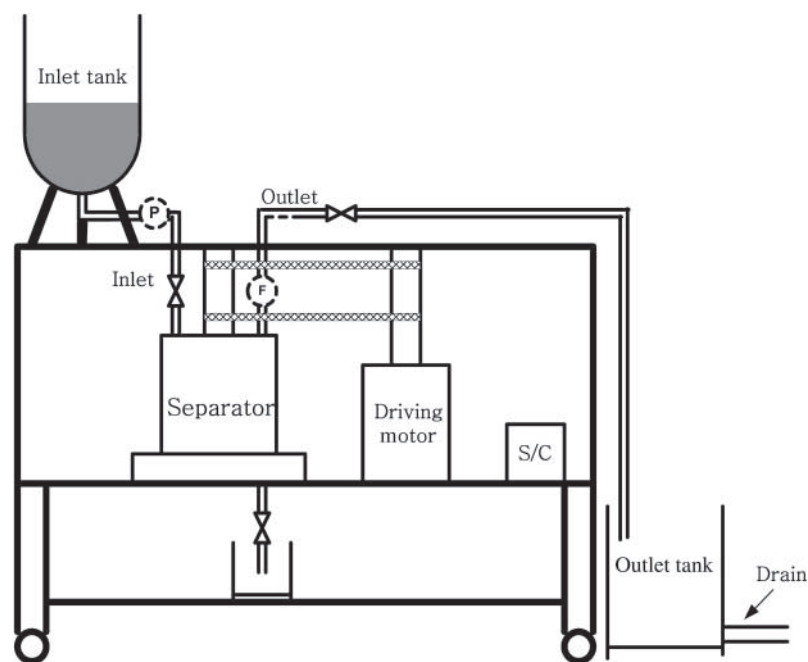 Inlet tank
P
Outlet
Inlet
F
Separator
Driving
motor
S/C
Outlet tank
Drain